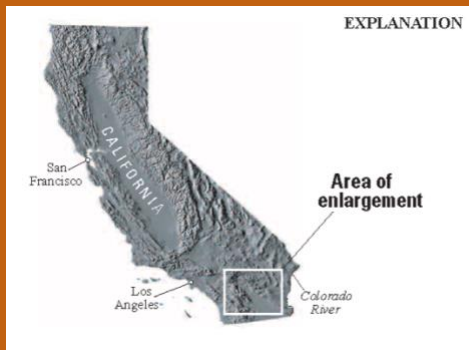 EXPLANATION
CALIFORNIA
San
Francisco
Area of
enlargement
Los
Angeles
Colorado
River